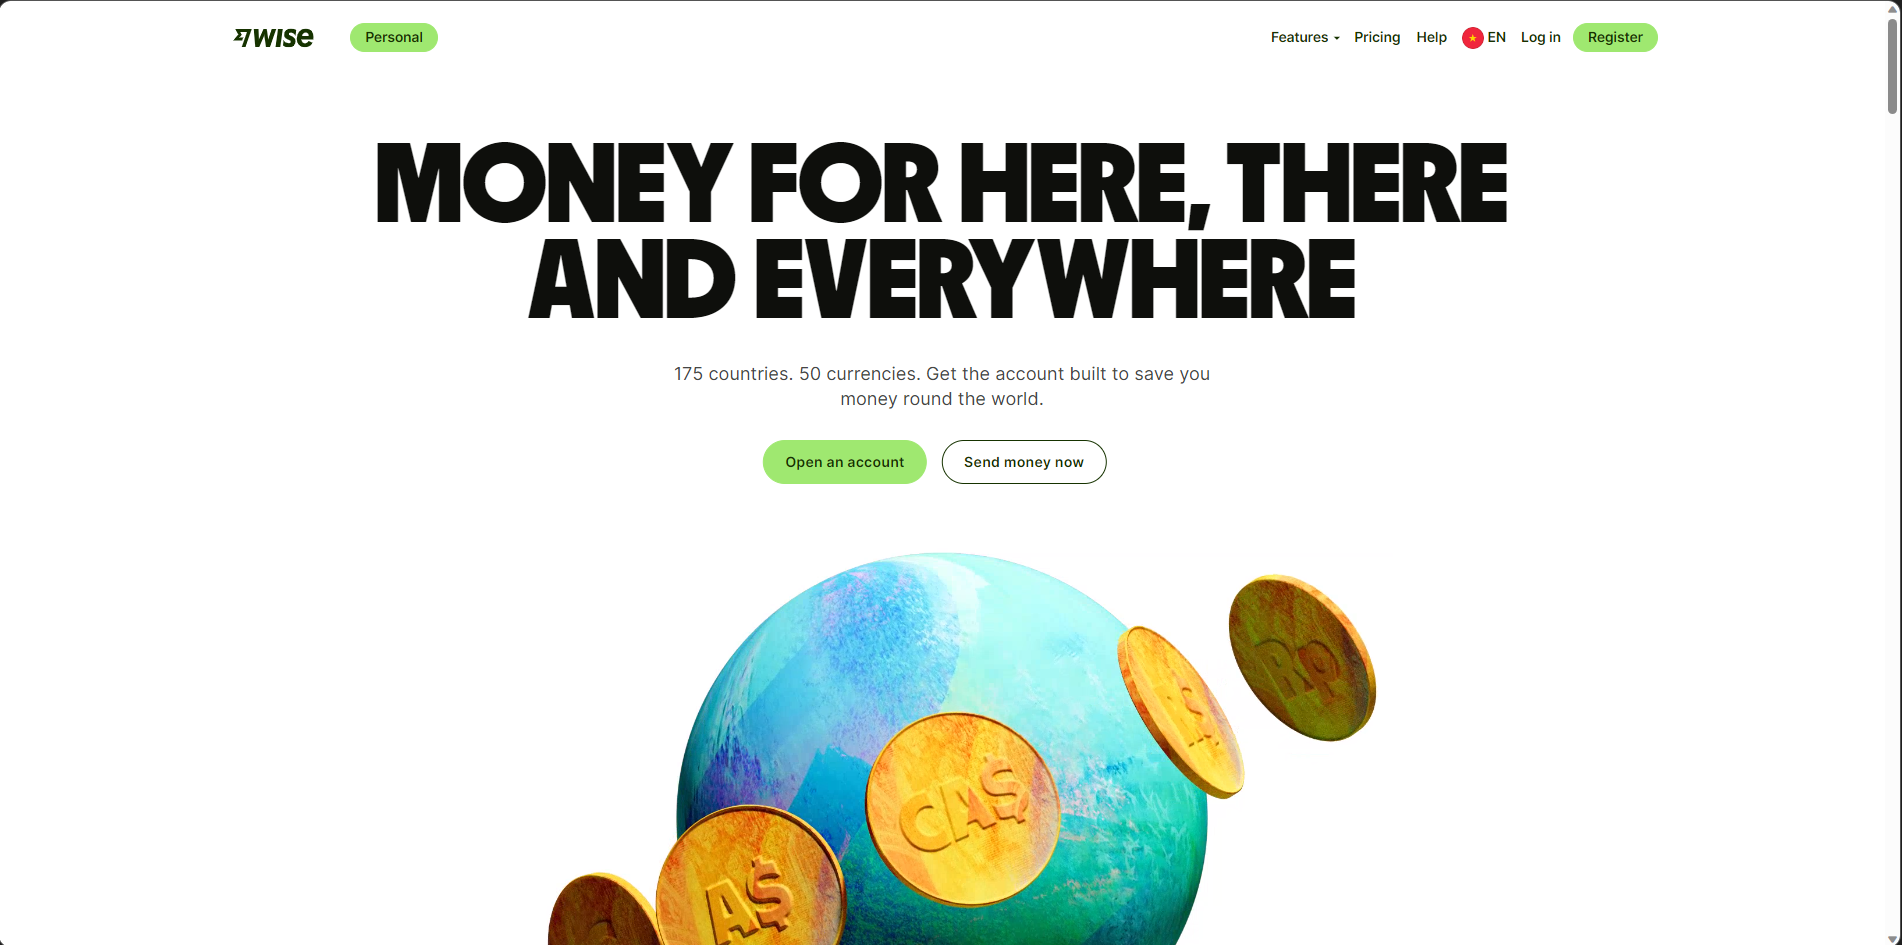 WISE
Personal
Features
Pricing
Help
EN
Log in
Register
MONEY FOR HERE, THERE
AND EVERYWHERE
175 countries. 50 currencies. Get the account built to save you
money round the world.
Open an account
Send money now
Rp
CA$
A$